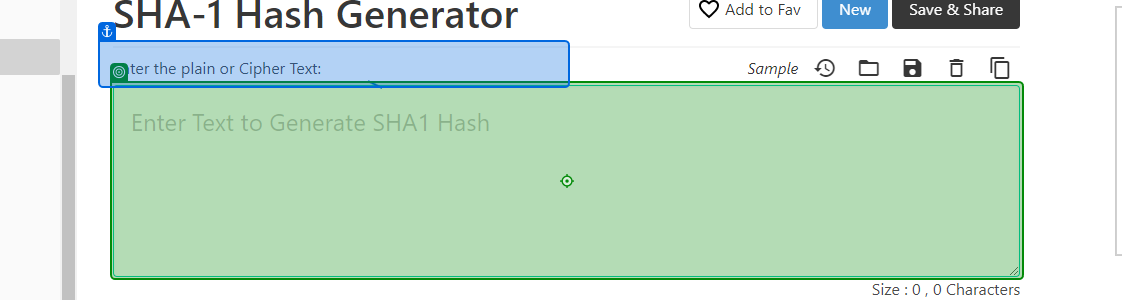 SHA-1 Hash Generator
Add to Fav New Save & Share
ter the plain or Cipher Text:
Sample
Enter Text to Generate SHA1 Hash
Size : 0 , 0 Characters